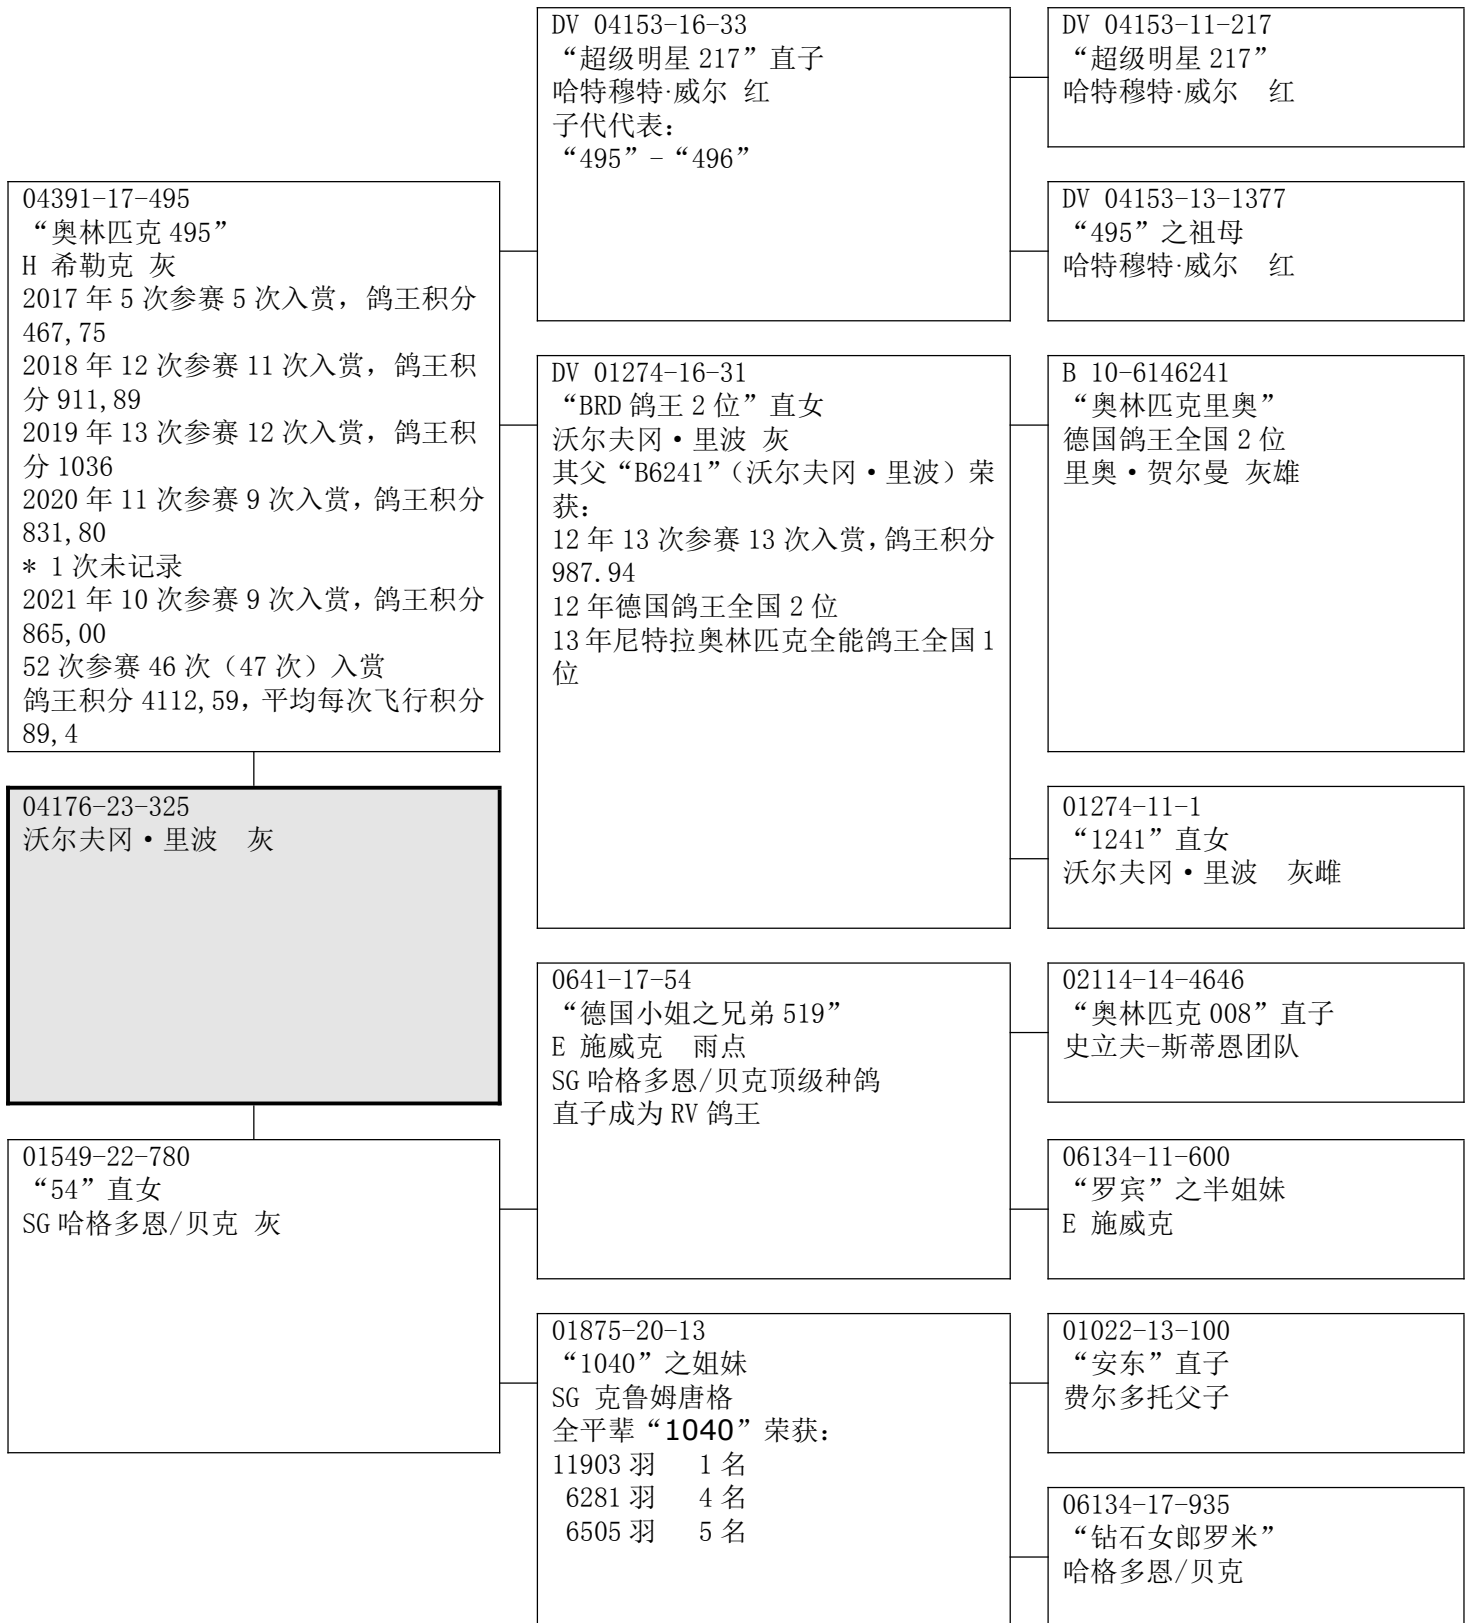 04391-17-495
“奥林匹克 495”
H 希勒克 灰
2017 年 5 次参赛 5 次入赏，鸽王积分
467,75
2018 年 12 次参赛 11 次入赏，鸽王积
分 911,89
2019 年 13 次参赛 12 次入赏，鸽王积
分 1036
2020 年 11 次参赛 9 次入赏，鸽王积分
831,80
* 1 次未记录
2021 年 10 次参赛 9 次入赏，鸽王积分
865,00
52 次参赛 46 次（47 次）入赏
鸽王积分 4112,59，平均每次飞行积分
89,4
04176-23-325
沃尔夫冈·里波 灰
01549-22-780
“54”直女
SG 哈格多恩/贝克 灰
DV 04153-16-33
“超级明星 217”直子
哈特穆特·威尔 红
子代代表：
“495”-“496”
DV 01274-16-31
“BRD 鸽王 2 位”直女
沃尔夫冈·里波 灰
其父“B6241”（沃尔夫冈·里波）荣
获：
12 年 13 次参赛 13 次入赏，鸽王积分
987.94
12 年德国鸽王全国 2 位
13 年尼特拉奥林匹克全能鸽王全国 1
位
0641-17-54
“德国小姐之兄弟 519”
E 施威克 雨点
SG 哈格多恩/贝克顶级种鸽
直子成为 RV 鸽王
01875-20-13
“1040”之姐妹
SG 克鲁姆唐格
全平辈“1040”荣获：
11903 羽 1 名
6281 羽 4 名
6505 羽 5 名
DV 04153-11-217
“超级明星 217”
哈特穆特·威尔 红
DV 04153-13-1377
“495”之祖母
哈特穆特·威尔 红
B 10-6146241
“奥林匹克里奥”
德国鸽王全国 2 位
里奥·贺尔曼 灰雄
01274-11-1
“1241”直女
沃尔夫冈·里波 灰雌
02114-14-4646
“奥林匹克 008”直子
史立夫-斯蒂恩团队
06134-11-600
“罗宾”之半姐妹
E 施威克
01022-13-100
“安东”直子
费尔多托父子
06134-17-935
“钻石女郎罗米”
哈格多恩/贝克